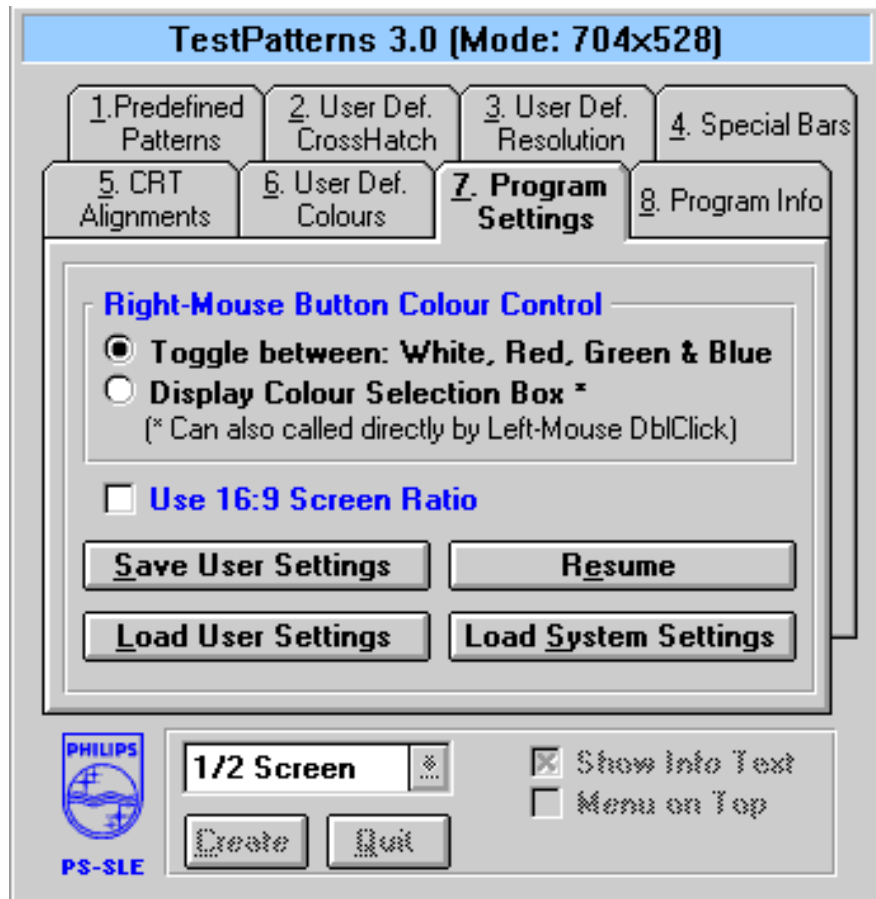 TestPatterns 3.0 (Mode: 704x528)
1.Predefined Patterns
2. User Def. CrossHatch
3. User Def. Resolution
4. Special Bars
5. CRT Alignments
6. User Def. Colours
7. Program Settings
8. Program Info
Right-Mouse Button Colour Control
Toggle between: White, Red, Green & Blue
Display Colour Selection Box *
(* Can also called directly by Left-Mouse DblClick)
Use 16:9 Screen Ratio
Save User Settings
Resume
Load User Settings
Load System Settings
PHILIPS
PS-SLE
1/2 Screen
Show Info Text
Menu on Top
Create
Quit